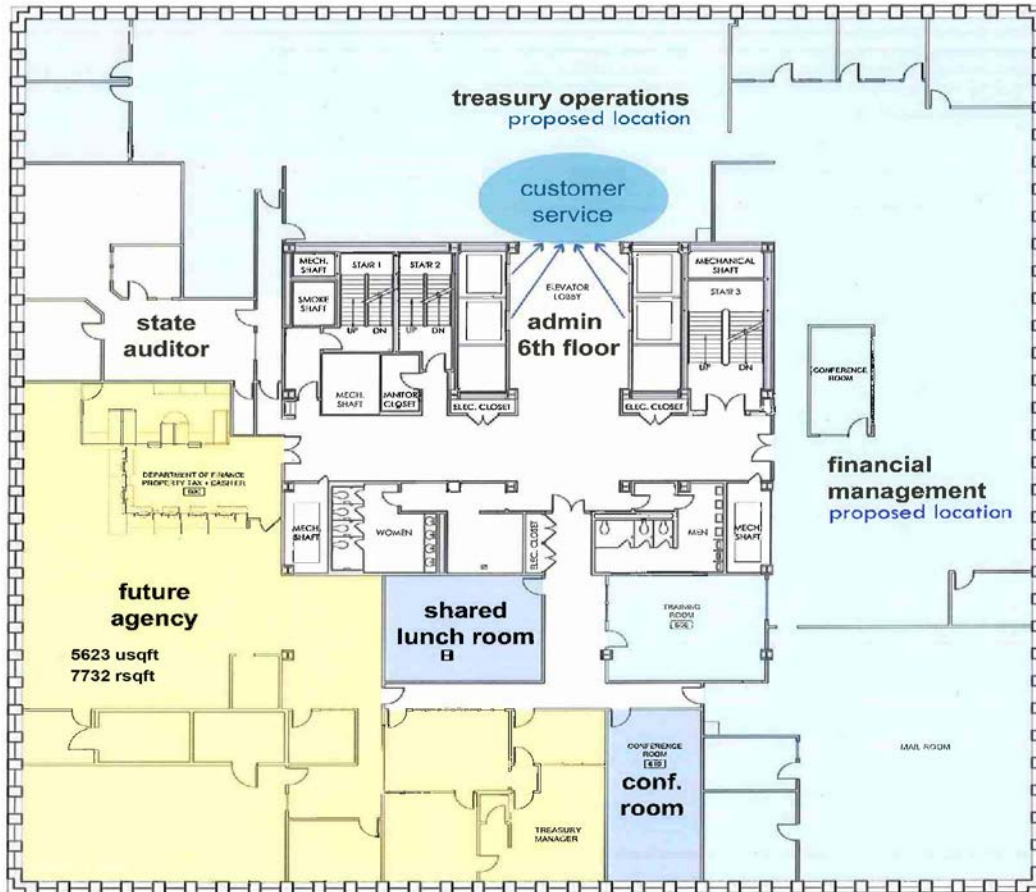 treasury operations
proposed location
customer
service
MECH.
SHAFT
STAIR 1
STAIR 2
MECHANICAL
SHAFT
SMOKE
SHAFT
ELEVATOR
LOBBY
STAIR 3
state
auditor
admin
6th floor
UP
DN
UP
DN
UP
DN
CONFERENCE
ROOM
MECH.
SHAFT
JANITOR
CLOSET
ELEC. CLOSET
ELEC. CLOSET
DEPARTMENT OF FINANCE
PROPERTY TAX + CASHIER
financial
management
proposed location
MECH.
SHAFT
WOMEN
ELEC. CLOSET
MEN
MECH.
SHAFT
future
agency
5623 usqft
7732 rsqft
shared
lunch room
TRAINING
ROOM
CONFERENCE
ROOM
conf.
room
MAIL ROOM
TREASURY
MANAGER